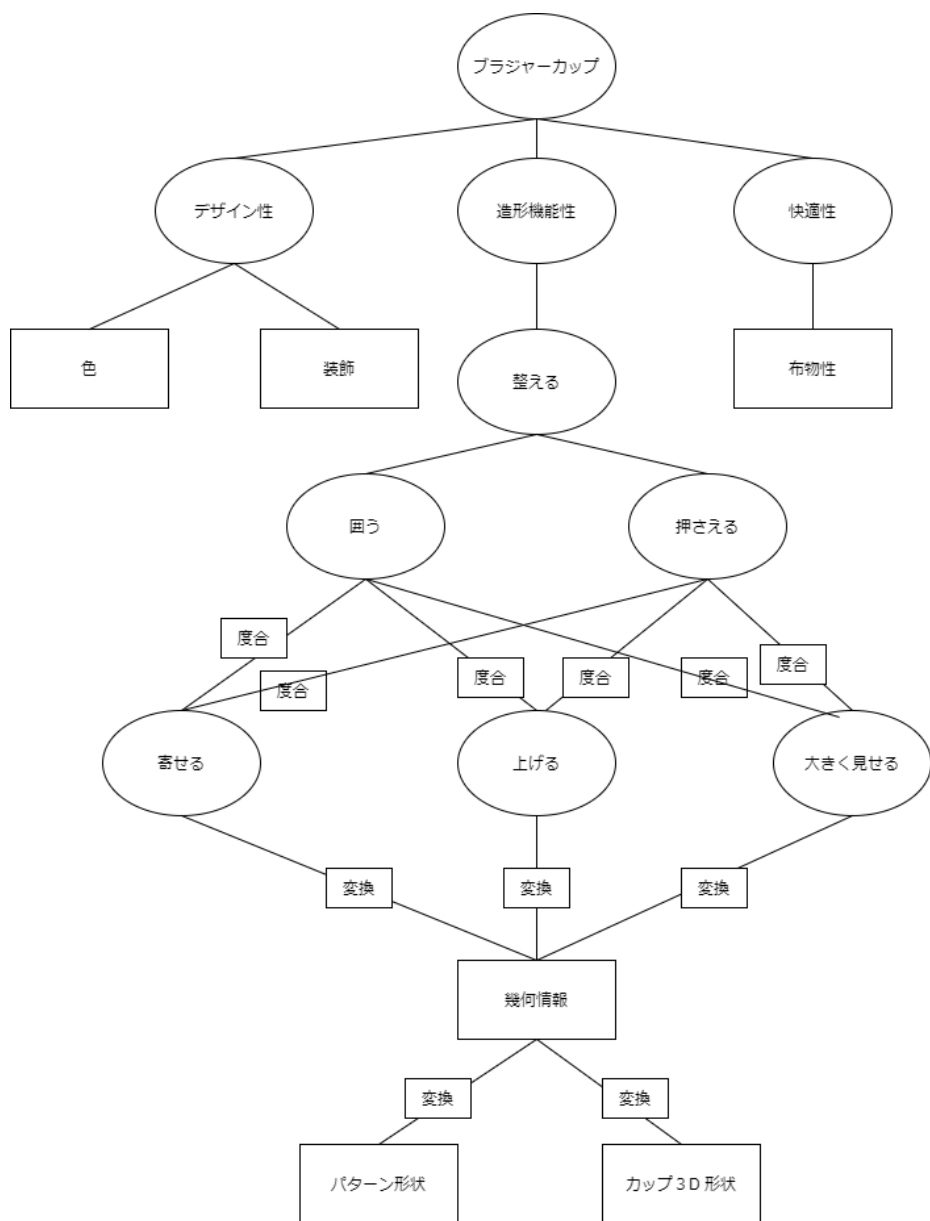 ブラジャーカップ
デザイン性
造形機能性
快適性
色
装飾
整える
布物性
囲う
押さえる
度合
度合
度合
度合
度合
度合
寄せる
上げる
大きく見せる
変換
変換
変換
幾何情報
変換
変換
パターン形状
カップ3D形状